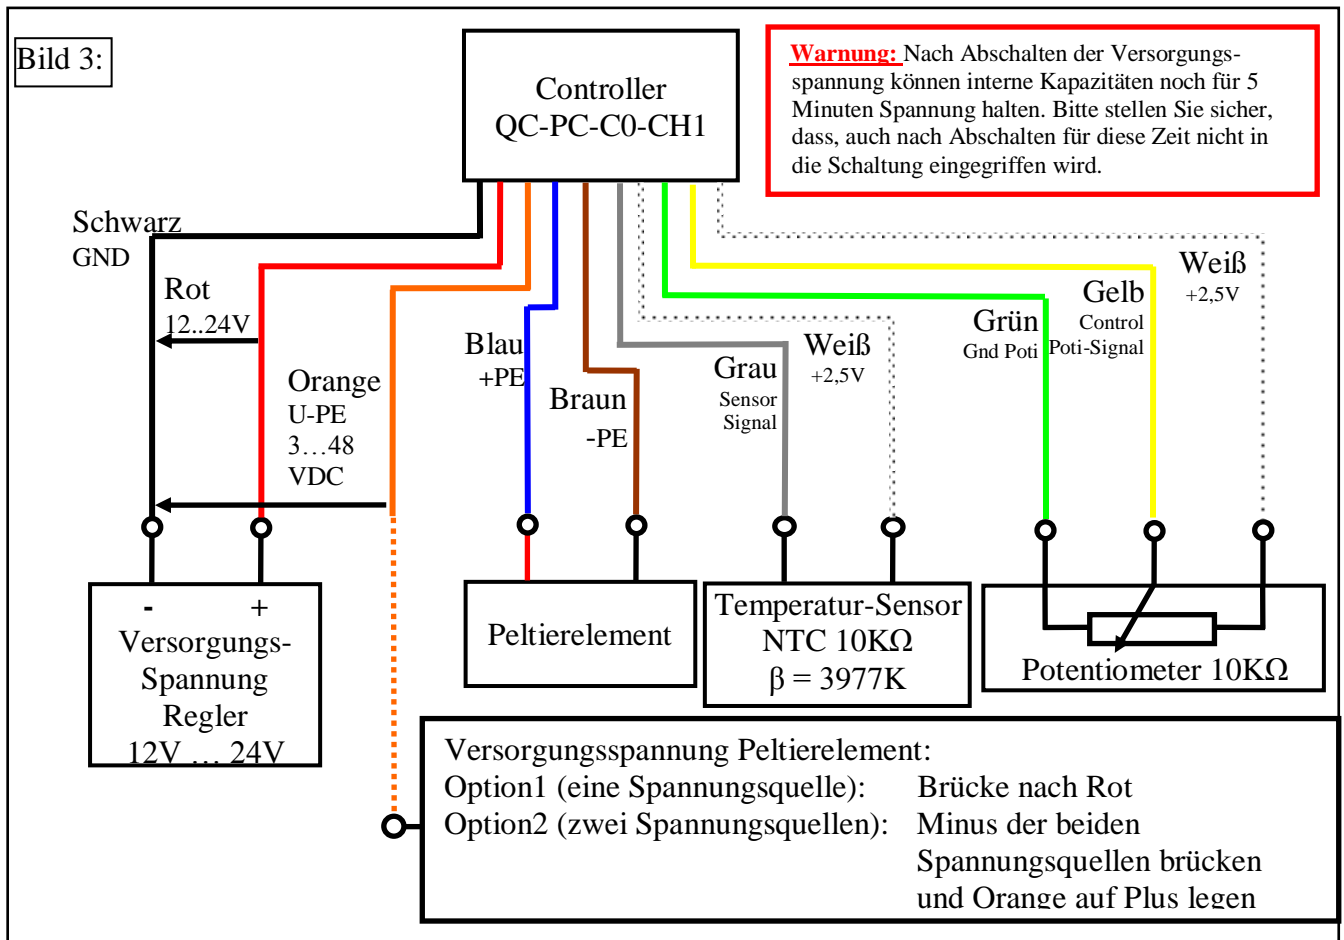 Bild 3:
Controller
QC-PC-C0-CH1
Warnung: Nach Abschalten der Versorgungs-
spannung können interne Kapazitäten noch für 5
Minuten Spannung halten. Bitte stellen Sie sicher,
dass, auch nach Abschalten für diese Zeit nicht in
die Schaltung eingegriffen wird.
Schwarz
GND
Rot
12..24V
Orange
U-PE
3…48
VDC
Blau
+PE
Braun
-PE
Grau
Sensor
Signal
Weiß
+2,5V
Grün
Gnd Poti
Gelb
Control
Poti-Signal
Weiß
+2,5V
- +
Versorgungs-
Spannung
Regler
12V … 24V
Peltierelement
Temperatur-Sensor
NTC 10KΩ
β = 3977K
Potentiometer 10KΩ
Versorgungsspannung Peltierelement:
Option1 (eine Spannungsquelle): Brücke nach Rot
Option2 (zwei Spannungsquellen): Minus der beiden
Spannungsquellen brücken
und Orange auf Plus legen